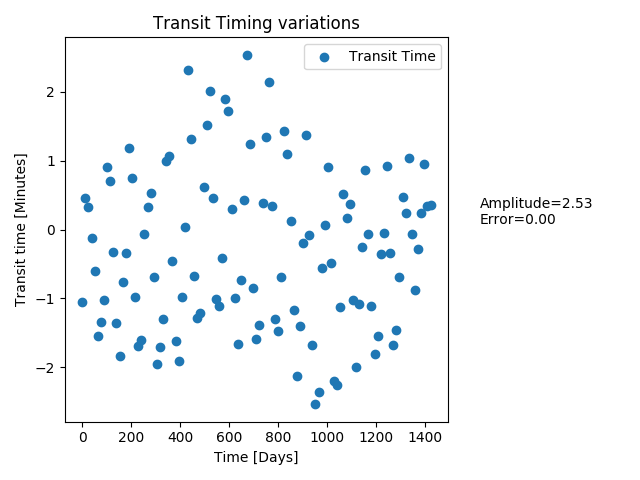 Transit Timing variations
Transit Time
2
1
0
−1
−2
Transit time [Minutes]
0 200 400 600 800 1000 1200 1400
Time [Days]
Amplitude=2.53
Error=0.00